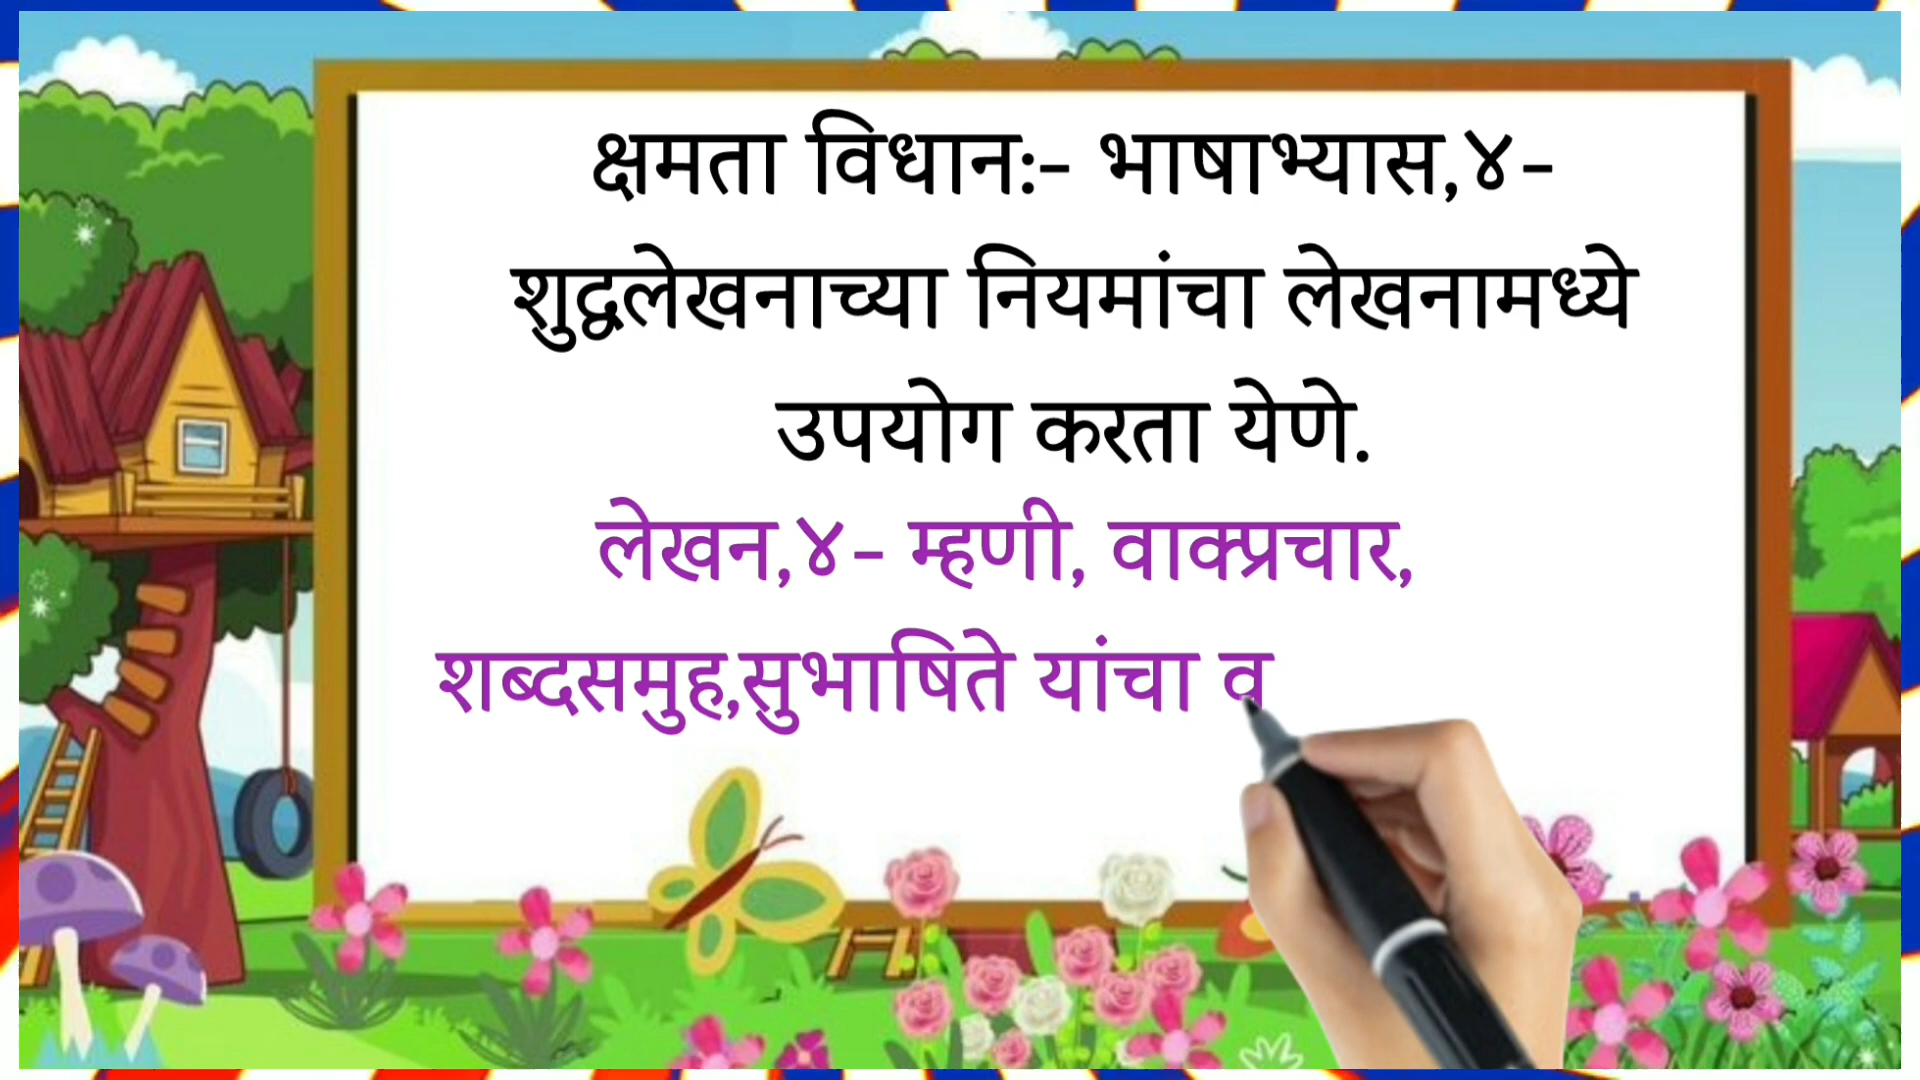 क्षमता विधान:- भाषाभ्यास,४-
शुद्धलेखनाच्या नियमांचा लेखनामध्ये
उपयोग करता येणे.
लेखन,४- म्हणी, वाक्प्रचार,
शब्दसमुह,सुभाषिते यांचा व